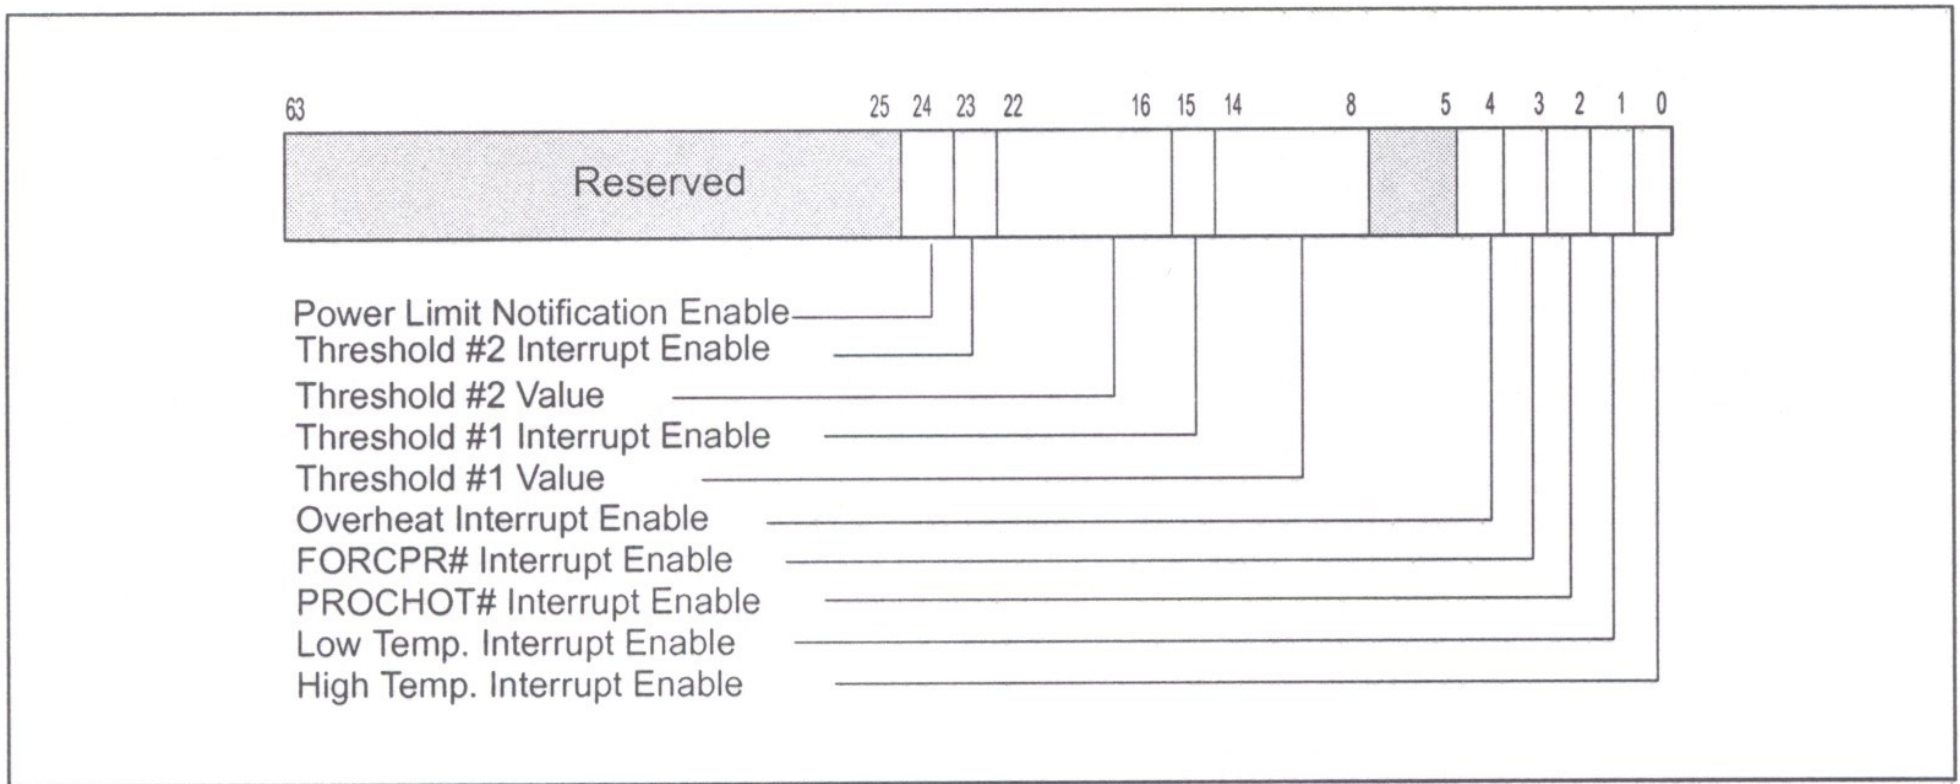 63 25 24 23 22 16 15 14 8 5 4 3 2 1 0
Reserved
Power Limit Notification Enable
Threshold #2 Interrupt Enable
Threshold #2 Value
Threshold #1 Interrupt Enable
Threshold #1 Value
Overheat Interrupt Enable
FORCPR# Interrupt Enable
PROCHOT# Interrupt Enable
Low Temp. Interrupt Enable
High Temp. Interrupt Enable